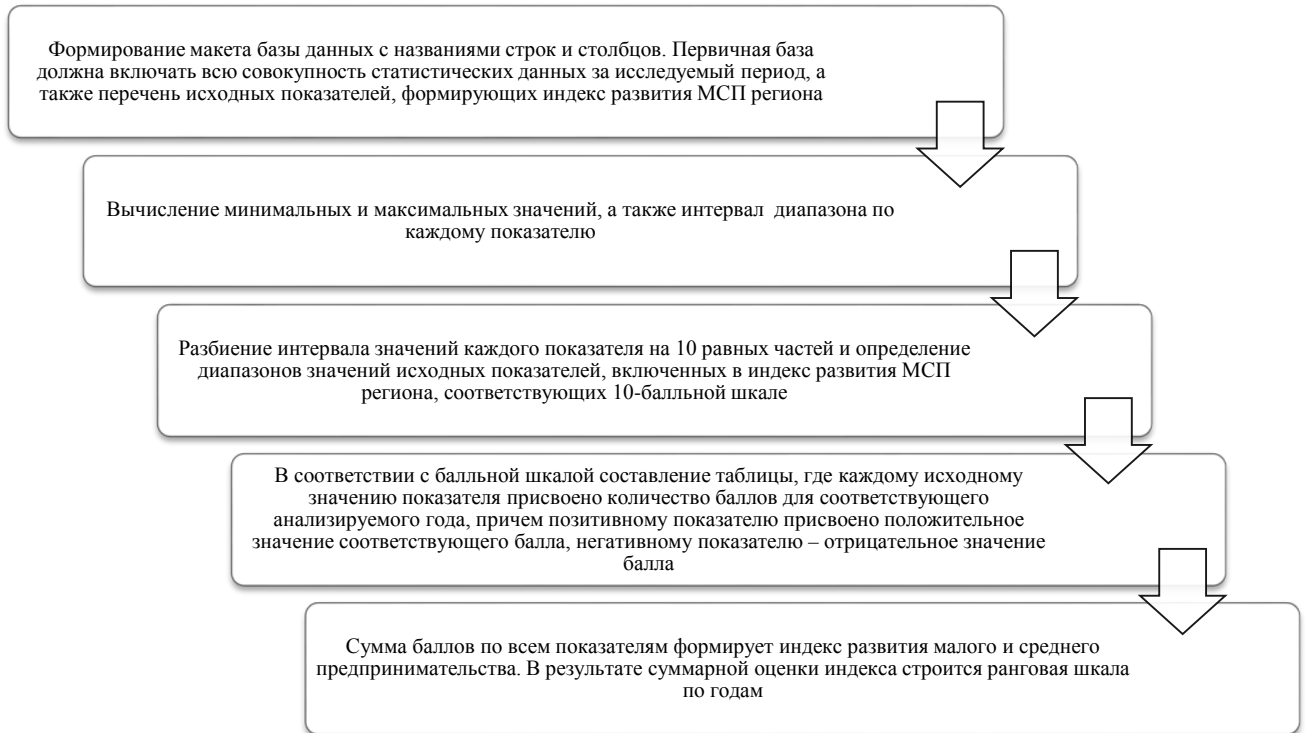 Формирование макета базы данных с названиями строк и столбцов. Первичная база
должна включать всю совокупность статистических данных за исследуемый период, а
также перечень исходных показателей, формирующих индекс развития МСП региона
Вычисление минимальных и максимальных значений, а также интервал диапазона по
каждому показателю
Разбиение интервала значений каждого показателя на 10 равных частей и определение
диапазонов значений исходных показателей, включенных в индекс развития МСП
региона, соответствующих 10-балльной шкале
В соответствии с балльной шкалой составление таблицы, где каждому исходному
значению показателя присвоено количество баллов для соответствующего
анализируемого года, причем позитивному показателю присвоено положительное
значение соответствующего балла, негативному показателю – отрицательное значение
балла
Сумма баллов по всем показателям формирует индекс развития малого и среднего
предпринимательства. В результате суммарной оценки индекса строится ранговая шкала
по годам